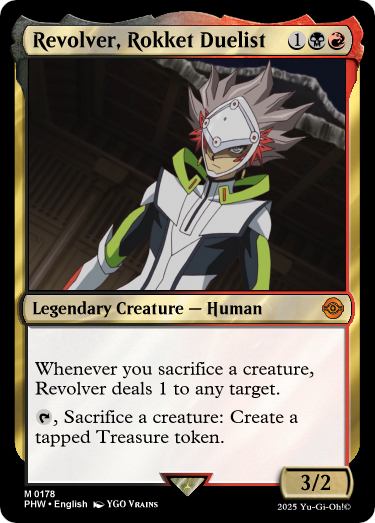 Revolver, Rokket Duelist 1
Legendary Creature — Human
Whenever you sacrifice a creature,
Revolver deals 1 to any target.
, Sacrifice a creature: Create a
tapped Treasure token.
3/2
M 0178
PHW • English YGO VRAINS
2025 Yu-Gi-Oh!©